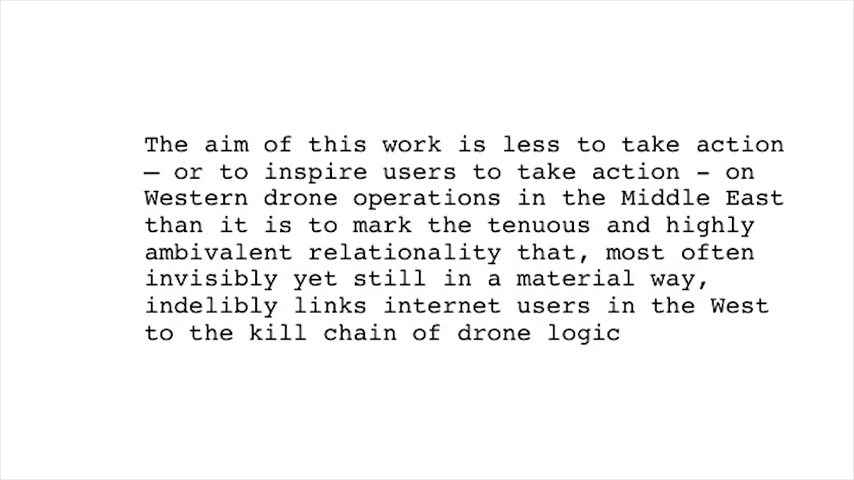 The aim of this work is less to take action
— or to inspire users to take action – on
Western drone operations in the Middle East
than it is to mark the tenuous and highly
ambivalent relationality that, most often
invisibly yet still in a material way,
indelibly links internet users in the West
to the kill chain of drone logic